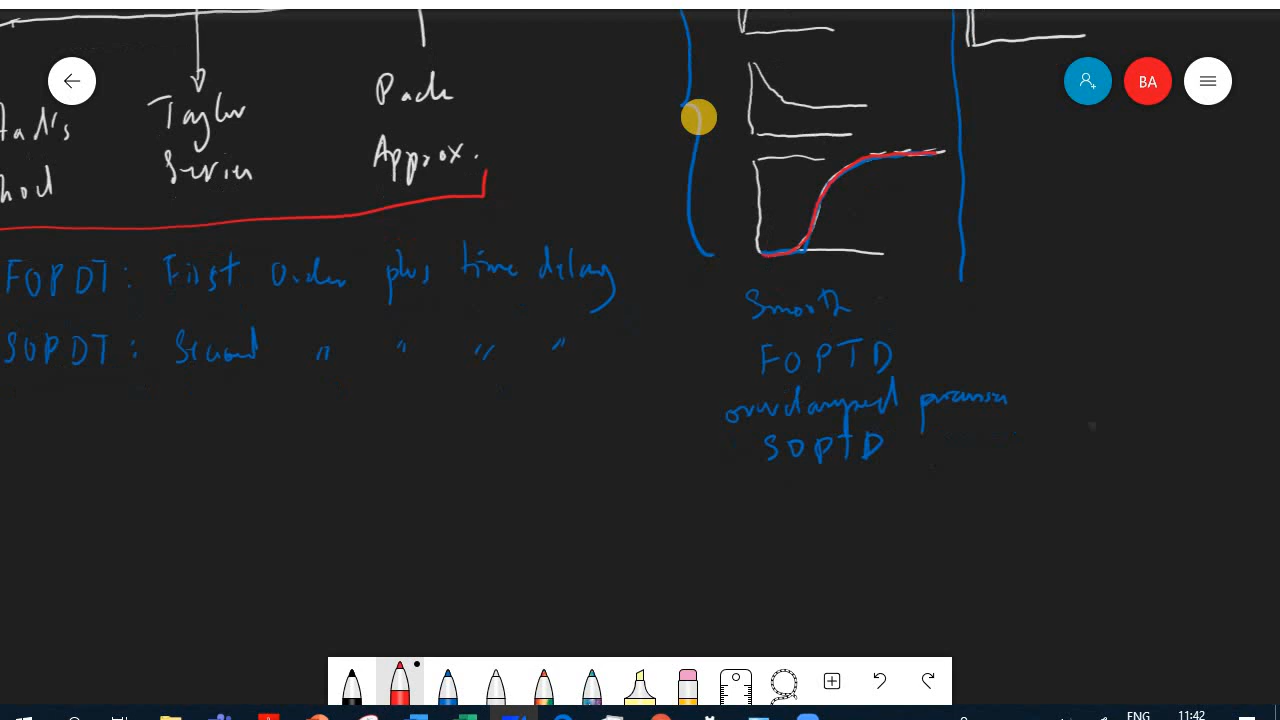 Pade
Approx.
Taylor
Series
FOPDT: First Order plus time delay
SOPDT: Second " " " "
Smooth
FOPTD
overdamped process
SOPTD
BA
ENG
11:42